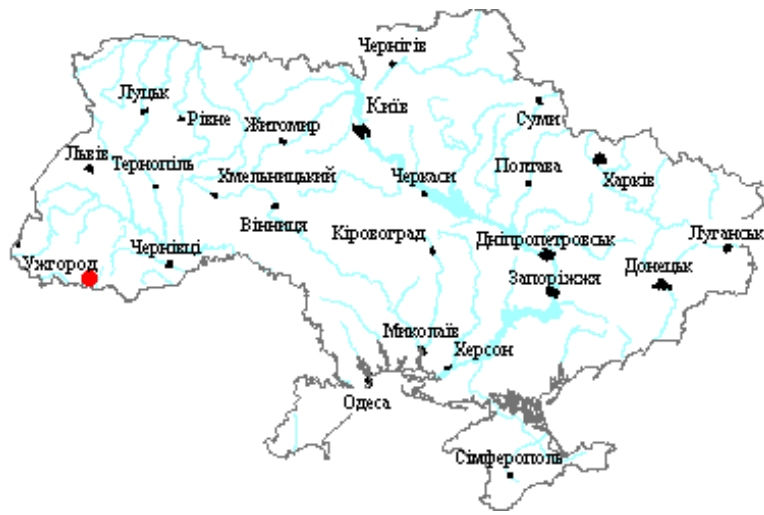 Чернігів
Луцьк
Рівне
Київ
Суми
Житомир
Львів
Тернопіль
Хмельницький
Черкаси
Полтава
Харків
Вінниця
Кіровоград
Дніпропетровськ
Луганськ
Ужгород
Чернівці
Запоріжжя
Донецьк
Миколаїв
Херсон
Одеса
Сімферополь